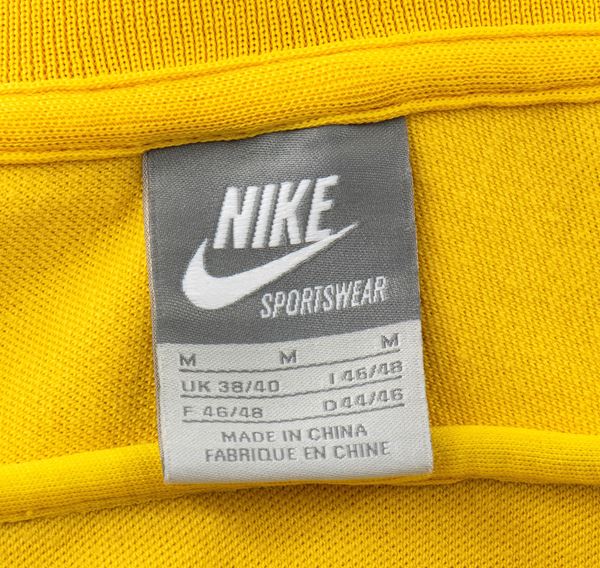 NIKE
SPORTSWEAR
M M M
UK 38/40 I 46/48
F 46/48 D 44/46
MADE IN CHINA
FABRIQUE EN CHINE